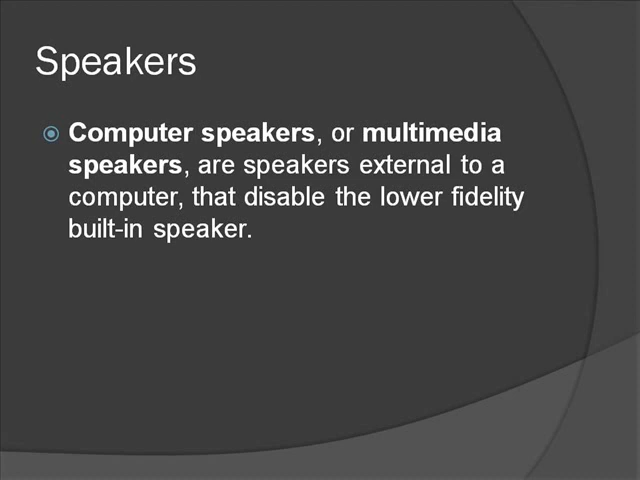 Speakers
Computer speakers, or multimedia
speakers, are speakers external to a
computer, that disable the lower fidelity
built-in speaker.